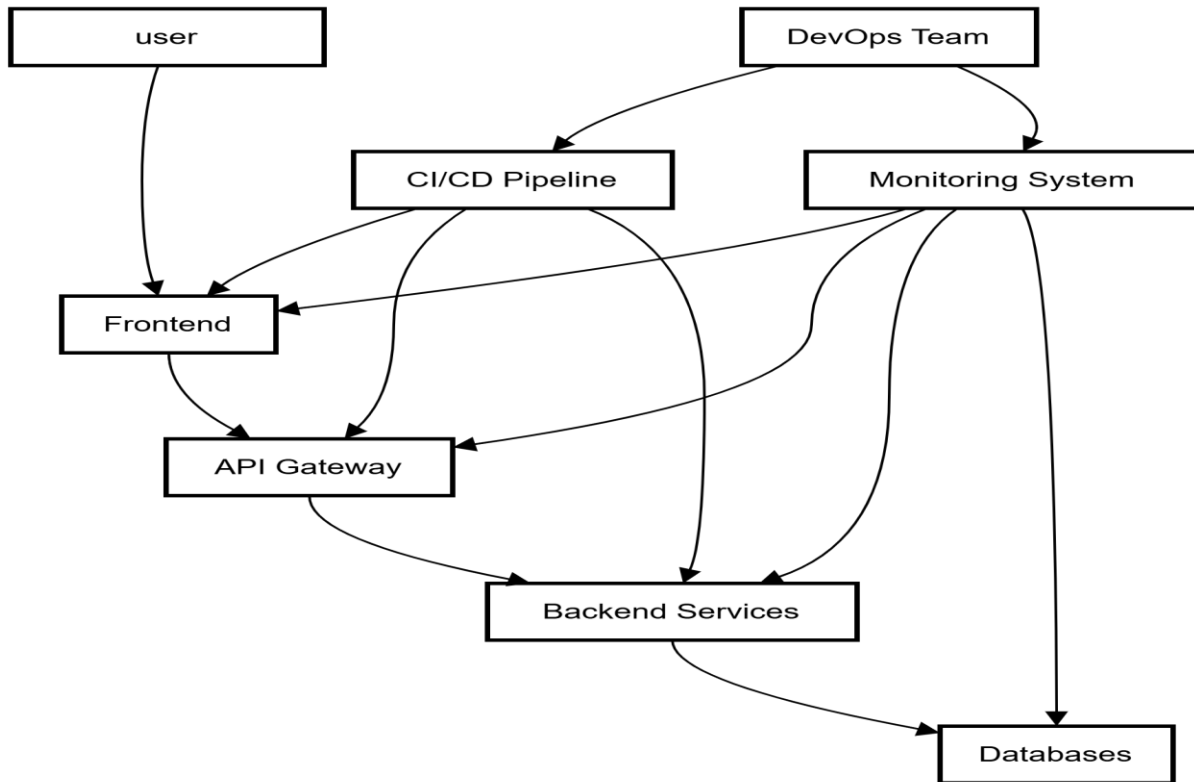 user
DevOps Team
CI/CD Pipeline
Monitoring System
Frontend
API Gateway
Backend Services
Databases